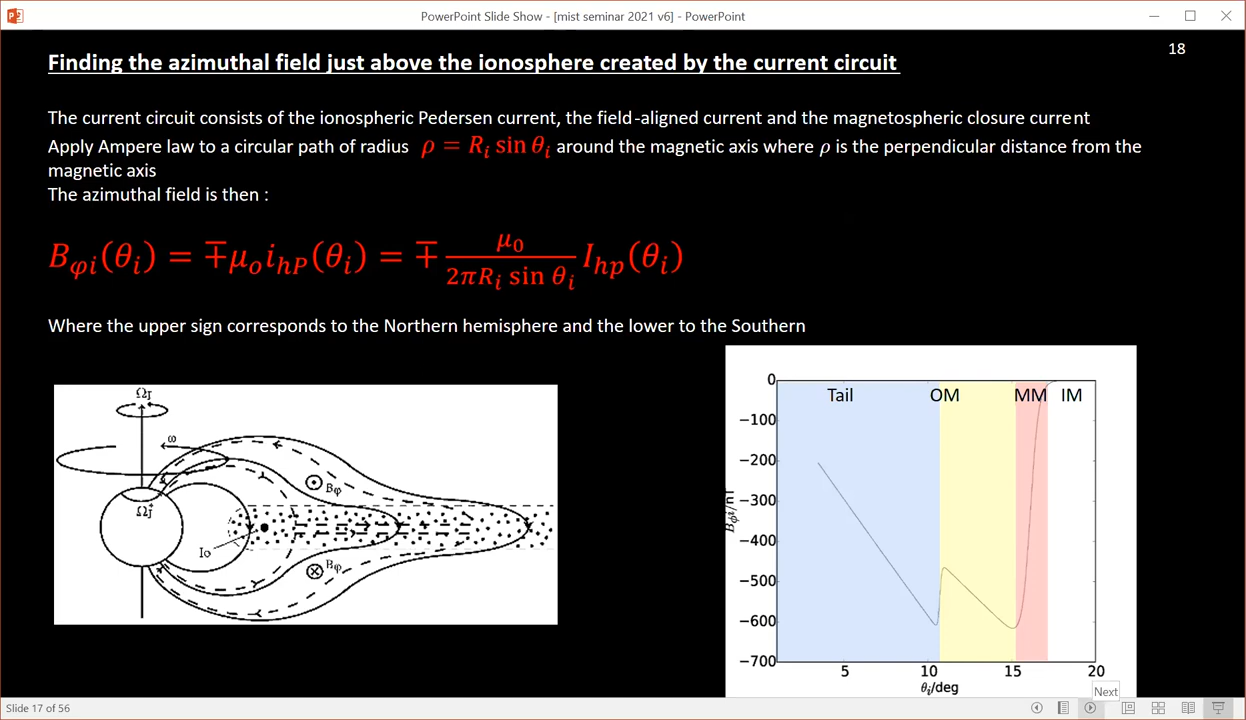 PowerPoint Slide Show - [mist seminar 2021 v6] - PowerPoint
18
Finding the azimuthal field just above the ionosphere created by the current circuit
The current circuit consists of the ionospheric Pedersen current, the field-aligned current and the magnetospheric closure current
Apply Ampere law to a circular path of radius ρ = R_i sin θ_i around the magnetic axis where ρ is the perpendicular distance from the
magnetic axis
The azimuthal field is then :
B_φi(θ_i) = ∓μ_o i_hP(θ_i) = ∓ μ_0 / (2πR_i sin θ_i) I_hp(θ_i)
Where the upper sign corresponds to the Northern hemisphere and the lower to the Southern
Ω_J
ω
Ω_J^*
B_φ
Io
B_φ
Tail OM MM IM
0
−100
−200
−300
−400
−500
−600
−700
B_φi/nT
5 10 15 20
θ_i/deg
Next
Slide 17 of 56